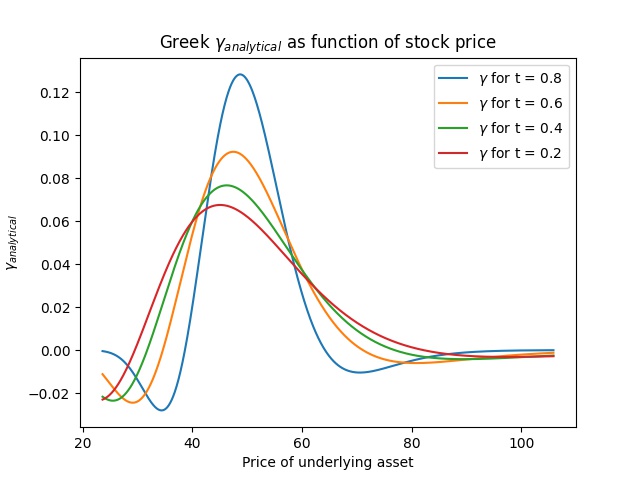 Greek γanalytical as function of stock price
γ for t = 0.8
γ for t = 0.6
γ for t = 0.4
γ for t = 0.2
γanalytical
0.12
0.10
0.08
0.06
0.04
0.02
0.00
−0.02
20 40 60 80 100
Price of underlying asset